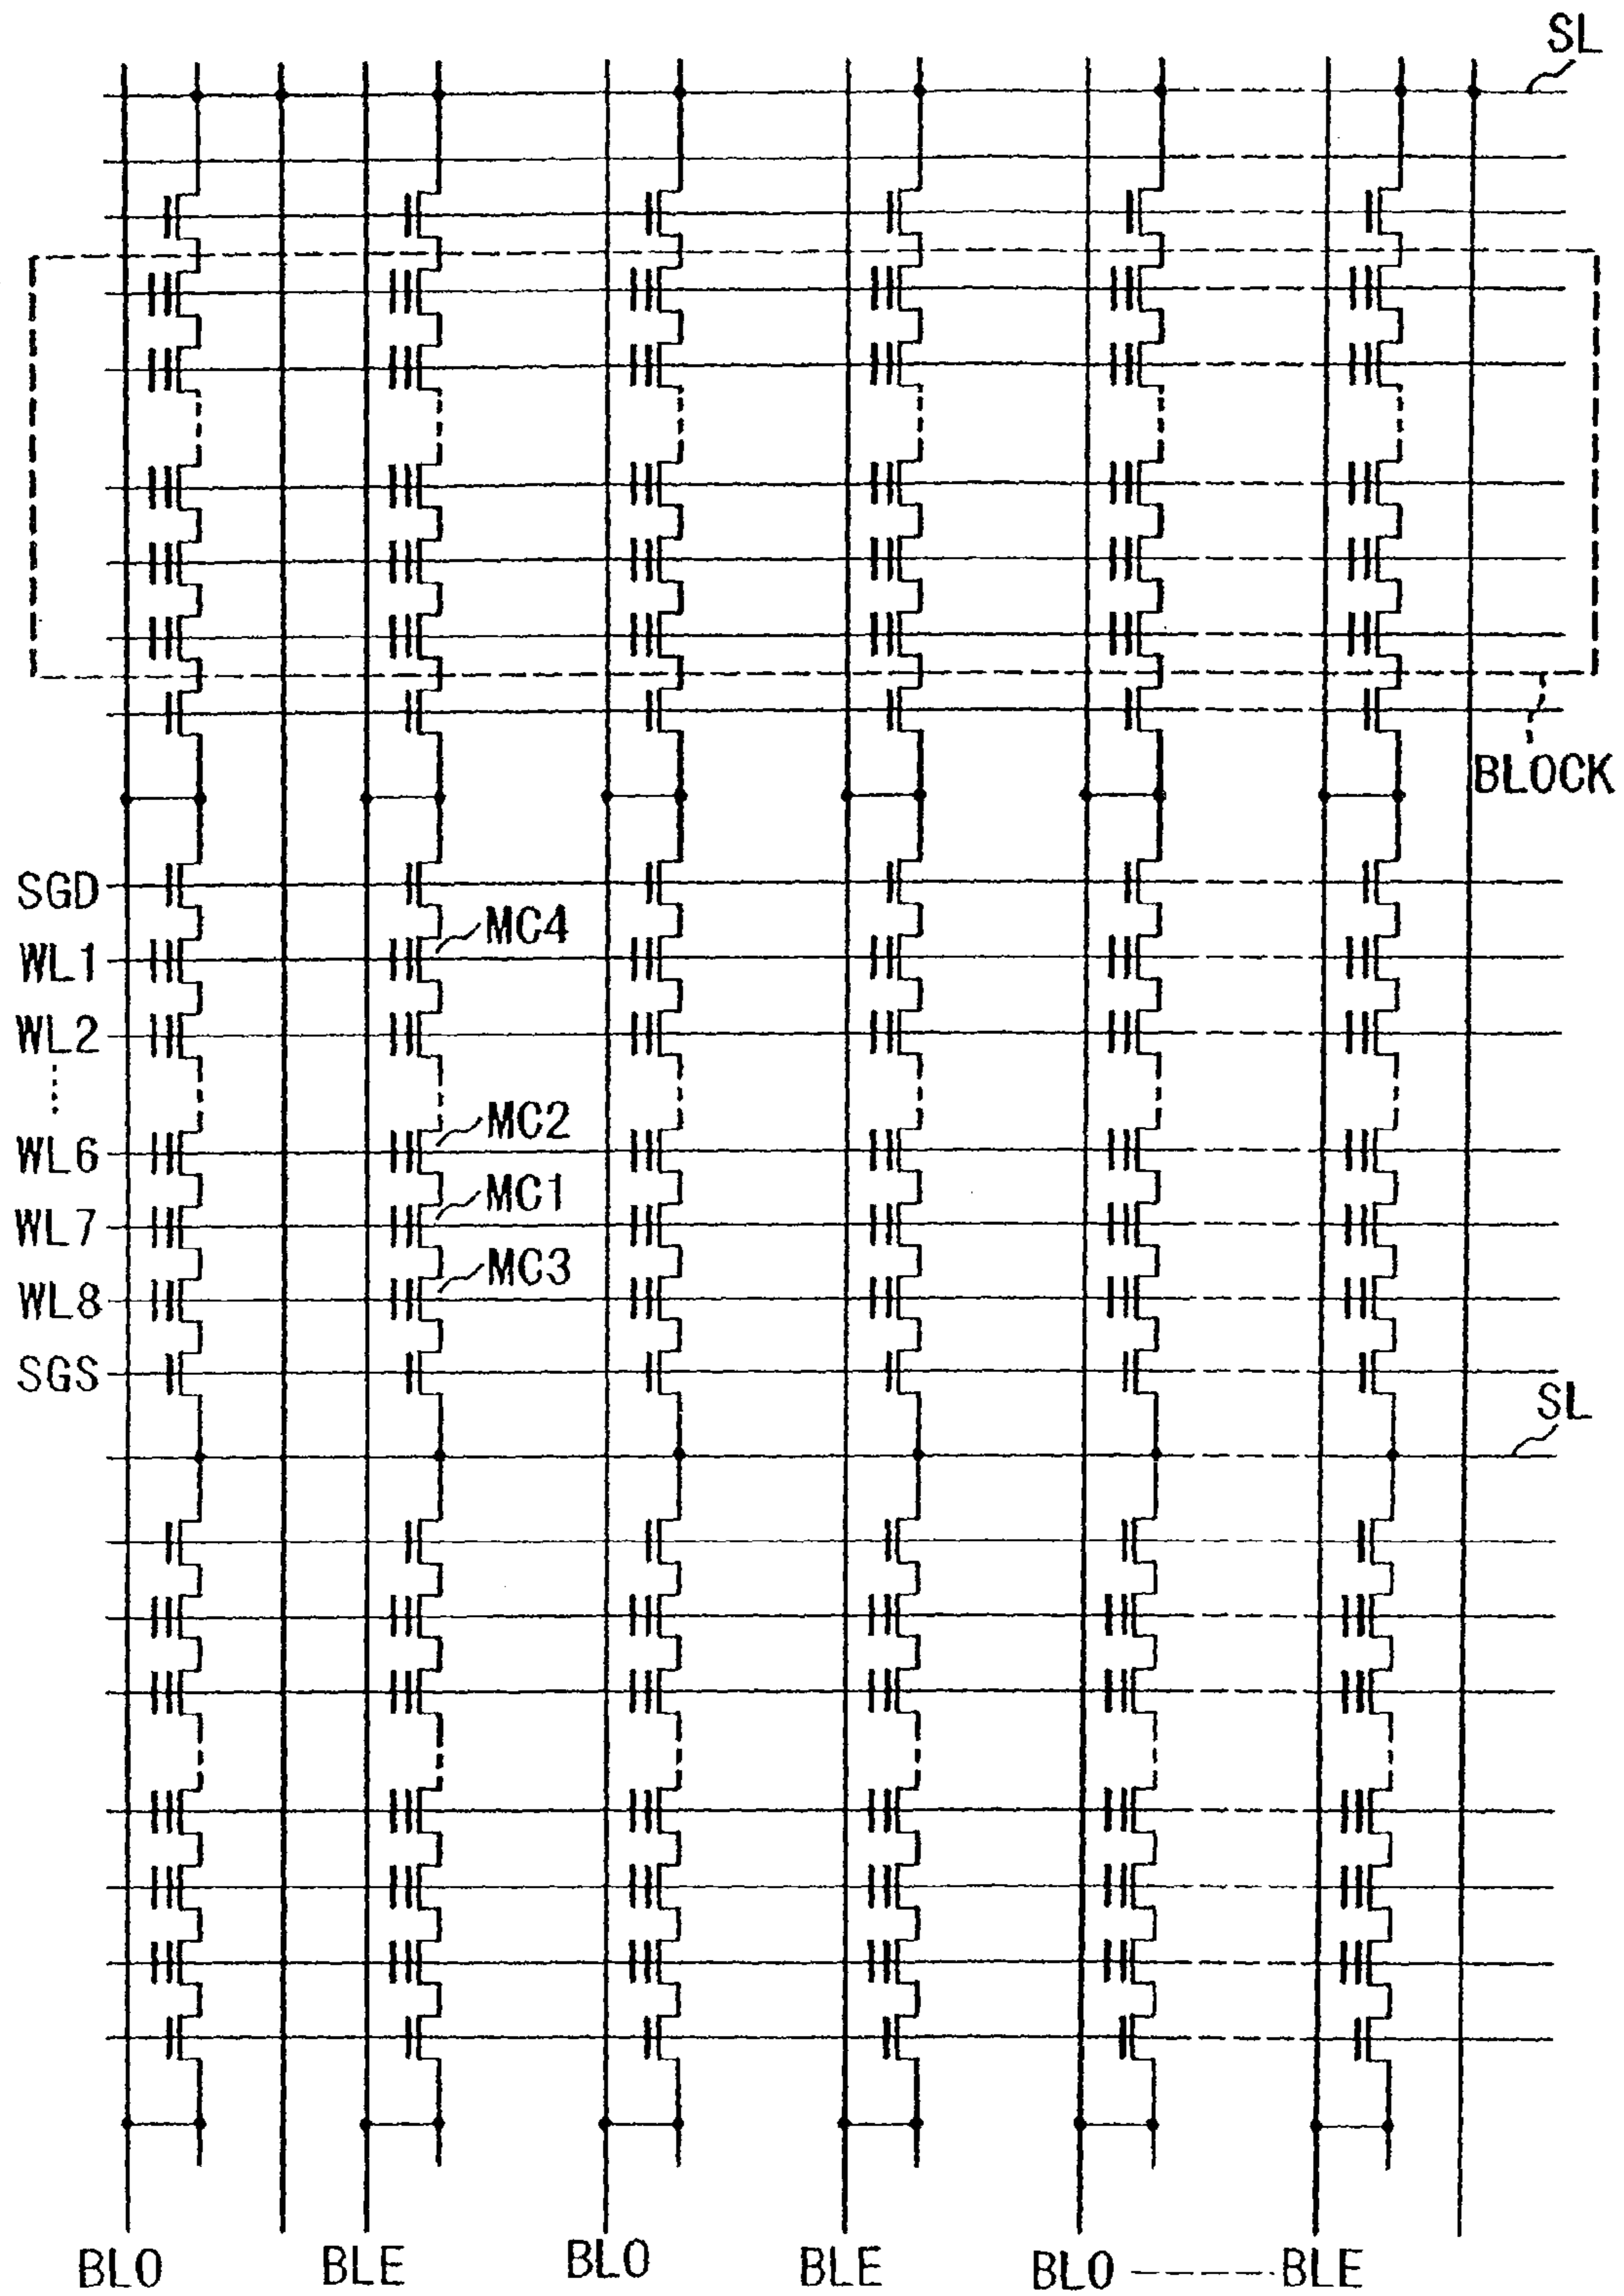 SL
BLOCK
SGD
MC4
WL1
WL2
MC2
WL6
MC1
WL7
MC3
WL8
SGS
SL
BLO BLE BLO BLE BLO BLE